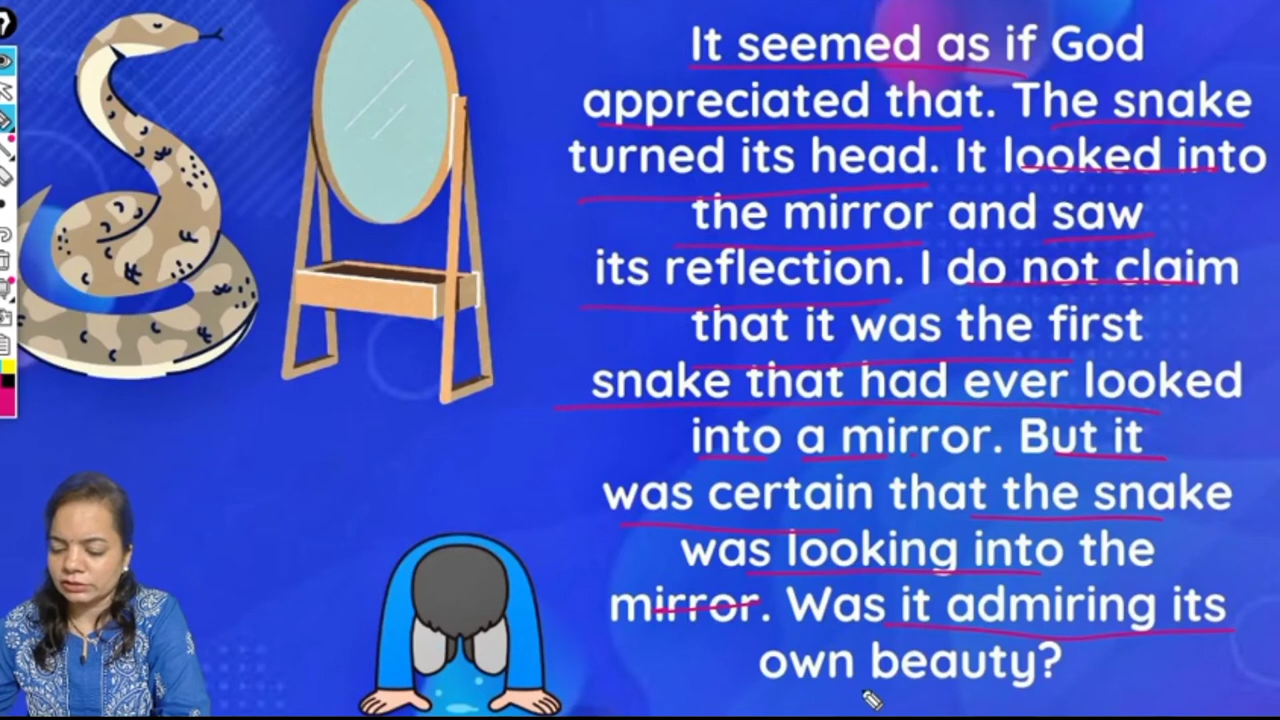 It seemed as if God
appreciated that. The snake
turned its head. It looked into
the mirror and saw
its reflection. I do not claim
that it was the first
snake that had ever looked
into a mirror. But it
was certain that the snake
was looking into the
mirror. Was it admiring its
own beauty?